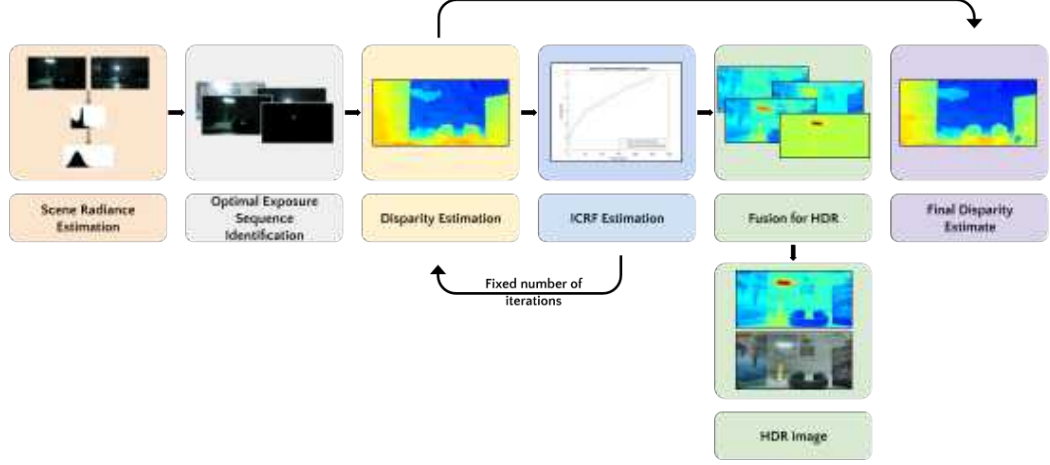 Scene Radiance
Estimation
Optimal Exposure
Sequence
Identification
Disparity Estimation
ICRF Estimation
Fusion for HDR
Final Disparity
Estimate
Fixed number of
iterations
HDR Image